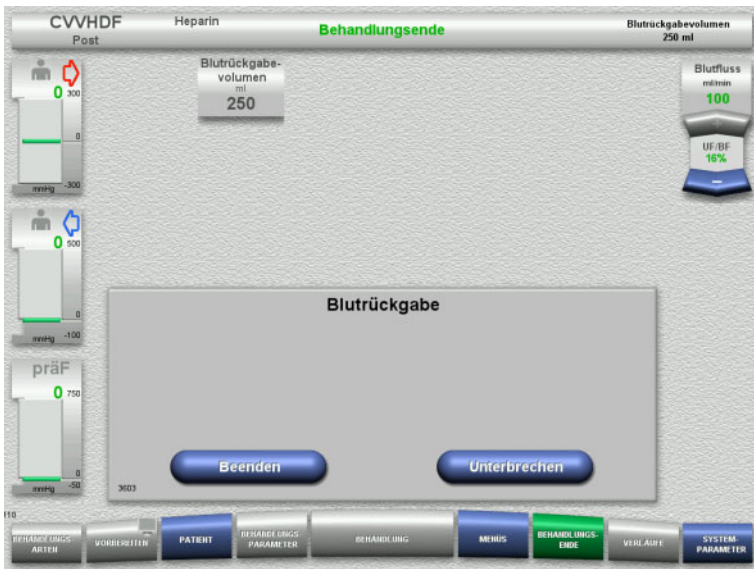 CVVHDF
Post
Heparin
Behandlungsende
Blutrückgabevolumen
250 ml
0
300
0
-300
mmHg
Blutrückgabe-
volumen
ml
250
Blutfluss
ml/min
100
UF/BF
16%
0
500
0
-100
mmHg
präF
0
750
0
-50
mmHg
Blutrückgabe
Beenden
Unterbrechen
3603
BEHANDLUNGS-
ARTEN
VORBEREITEN
PATIENT
BEHANDLUNGS-
PARAMETER
BEHANDLUNG
MENÜS
BEHANDLUNGS-
ENDE
VERLÄUFE
SYSTEM-
PARAMETER